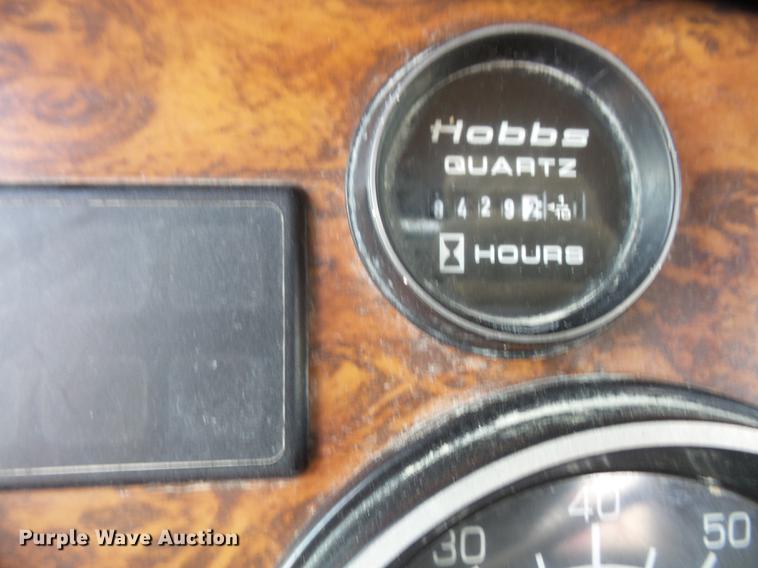 Hobbs
QUARTZ
0 4 2 9 2 1/10
HOURS
40
30 50
Purple Wave Auction